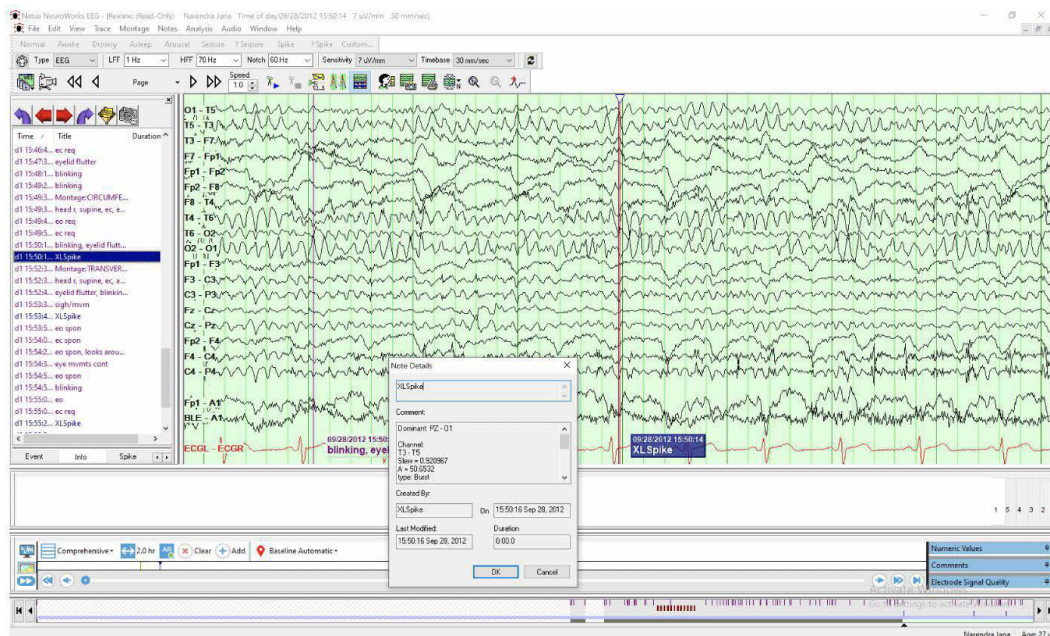 Natus NeuroWorks EEG - [Review: (Read-Only) Narendra Jana Time of day:09/28/2012 15:50:14 7 uV/mm 30 mm/sec)
File Edit View Trace Montage Notes Analysis Audio Window Help
Normal Awake Drowsy Asleep Arousal Seizure ? Seizure Spike ? Spike Custom...
Type EEG LFF 1 Hz HFF 70 Hz Notch 60 Hz Sensitivity 7 uV/mm Timebase 30 mm/sec
Page Speed 1.0
Time / Title Duration
d1 15:46:4... ec req
d1 15:47:3... eyelid flutter
d1 15:48:1... blinking
d1 15:49:2... blinking
d1 15:49:3... Montage:CIRCUMFE...
d1 15:49:3... head r, supine, ec, e...
d1 15:49:4... eo req
d1 15:49:5... ec req
d1 15:50:1... blinking, eyelid flutt...
d1 15:50:1... XLSpike
d1 15:52:3... Montage:TRANSVER...
d1 15:52:3... head r, supine, ec, e...
d1 15:52:4... eyelid flutter, blinkin...
d1 15:53:3... sigh/mvm
d1 15:53:4... XLSpike
d1 15:53:5... eo spon
d1 15:54:0... ec spon
d1 15:54:2... eo spon, looks arou...
d1 15:54:3... eye mvmts cont
d1 15:54:5... eo spon
d1 15:54:5... blinking
d1 15:55:0... eo
d1 15:55:0... ec req
d1 15:55:2... XLSpike
Event Info Spike
O1 - T5
T5 - T3
T3 - F7
F7 - Fp1
Fp1 - Fp2
Fp2 - F8
F8 - T4
T4 - T6
T6 - O2
O2 - O1
Fp1 - F3
F3 - C3
C3 - P3
Fz - Cz
Cz - Pz
Fp2 - F4
F4 - C4
C4 - P4
Fp1 - A1
BLE - A1
ECGL - ECGR
09/28/2012 15:50:
blinking, eyel
09/28/2012 15:50:14
XLSpike
Note Details
XLSpike
Comment:
Dominant: PZ - O1
Channel:
T3 - T5
Slew = 0.920967
A = 50.6532
type: Burst
Created By:
XLSpike On 15:50:16 Sep 28, 2012
Last Modified: Duration
15:50:16 Sep 28, 2012 0:00.0
OK Cancel
1 5 4 3 2
Comprehensive 2.0 hr AR Clear Add Baseline Automatic
Numeric Values
Comments
Electrode Signal Quality
Activate Windows
Go to Settings to activate Windows.
Narendra Jana Age: 27